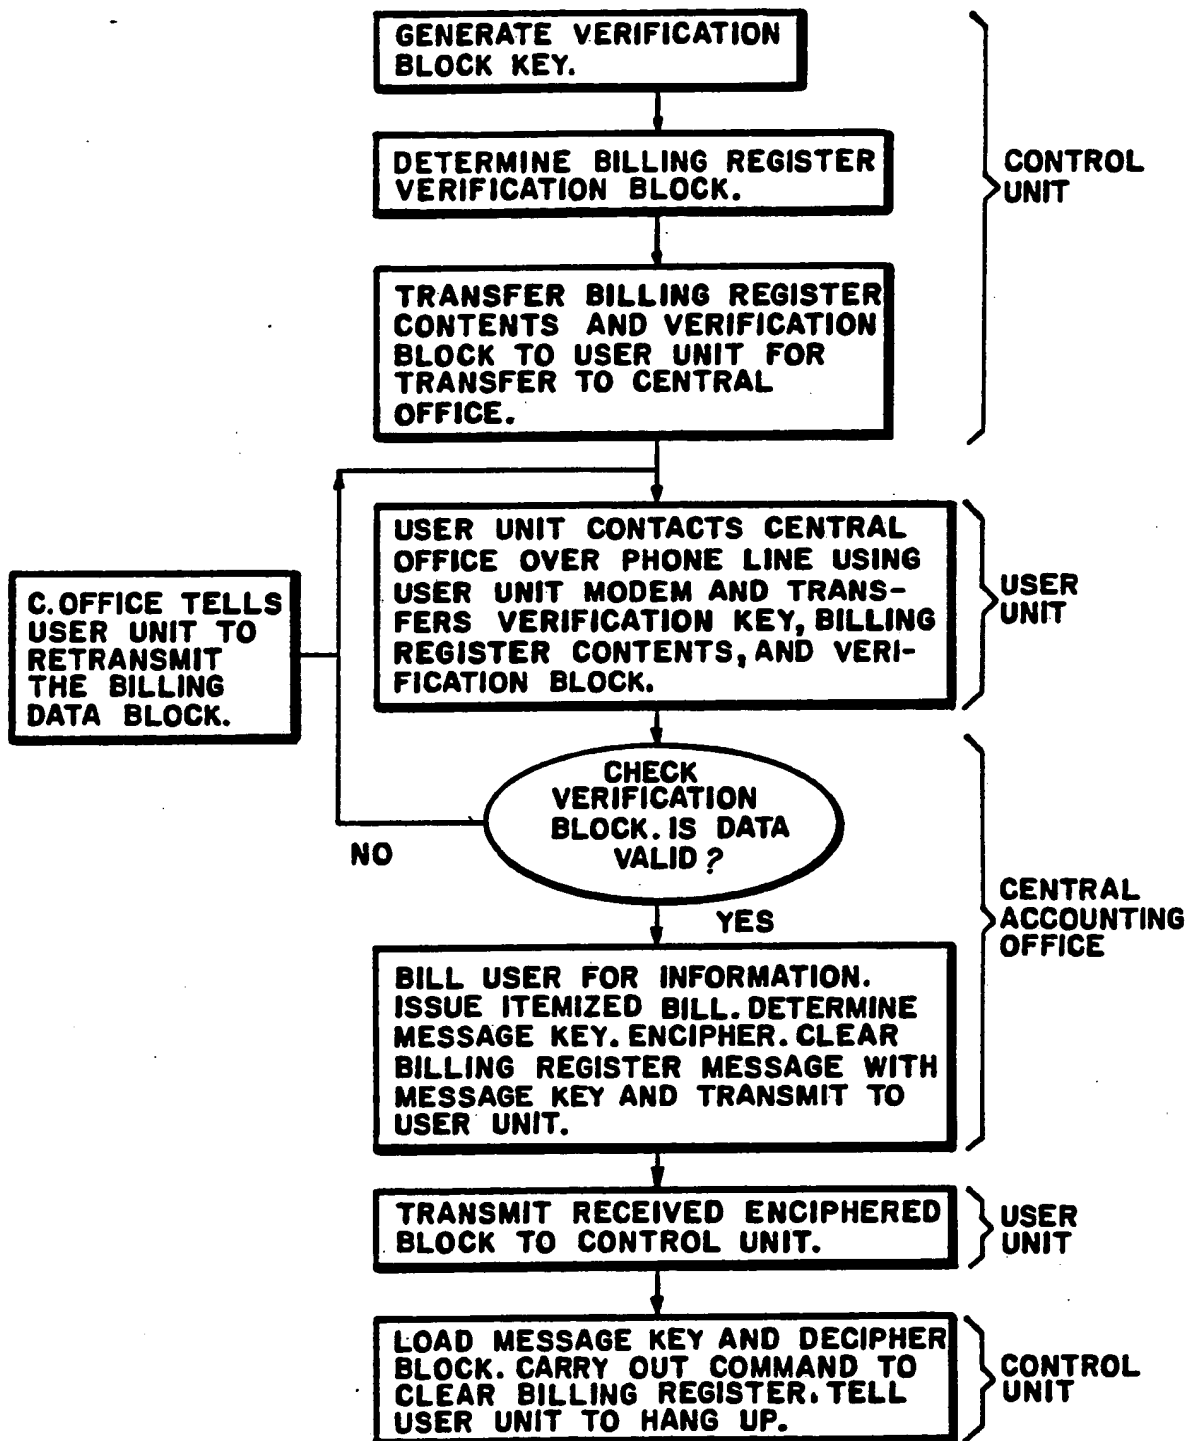 GENERATE VERIFICATION
BLOCK KEY.
DETERMINE BILLING REGISTER
VERIFICATION BLOCK.
CONTROL
UNIT
TRANSFER BILLING REGISTER
CONTENTS AND VERIFICATION
BLOCK TO USER UNIT FOR
TRANSFER TO CENTRAL
OFFICE.
USER UNIT CONTACTS CENTRAL
OFFICE OVER PHONE LINE USING
USER UNIT MODEM AND TRANS-
FERS VERIFICATION KEY, BILLING
REGISTER CONTENTS, AND VERI-
FICATION BLOCK.
USER
UNIT
C. OFFICE TELLS
USER UNIT TO
RETRANSMIT
THE BILLING
DATA BLOCK.
CHECK
VERIFICATION
BLOCK. IS DATA
VALID?
NO
YES
CENTRAL
ACCOUNTING
OFFICE
BILL USER FOR INFORMATION.
ISSUE ITEMIZED BILL. DETERMINE
MESSAGE KEY. ENCIPHER. CLEAR
BILLING REGISTER MESSAGE WITH
MESSAGE KEY AND TRANSMIT TO
USER UNIT.
TRANSMIT RECEIVED ENCIPHERED
BLOCK TO CONTROL UNIT.
USER
UNIT
LOAD MESSAGE KEY AND DECIPHER
BLOCK. CARRY OUT COMMAND TO
CLEAR BILLING REGISTER. TELL
USER UNIT TO HANG UP.
CONTROL
UNIT